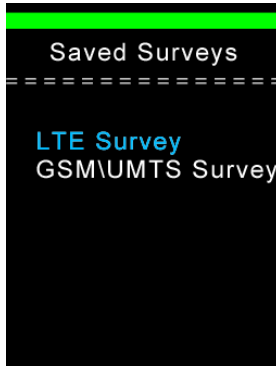 Saved Surveys
==============
LTE Survey
GSM\UMTS Survey